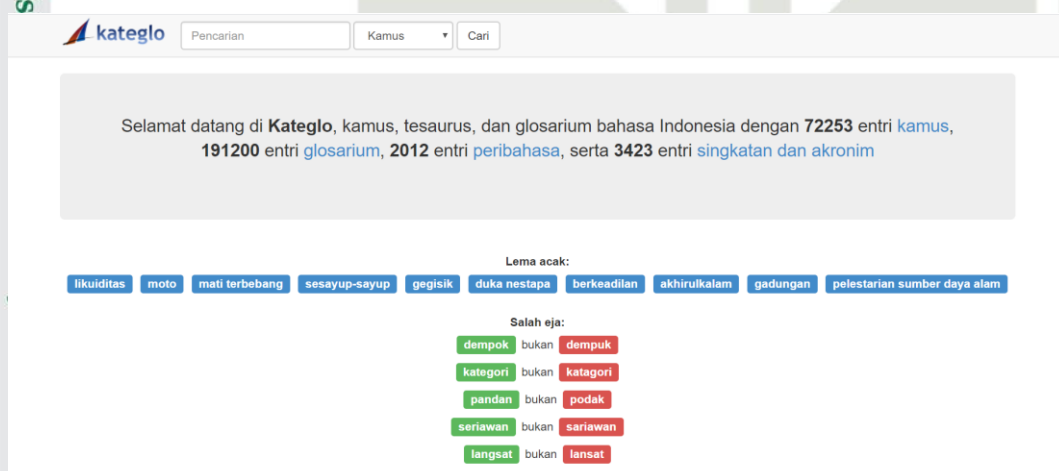 kateglo Pencarian Kamus Cari
Selamat datang di Kateglo, kamus, tesaurus, dan glosarium bahasa Indonesia dengan 72253 entri kamus,
191200 entri glosarium, 2012 entri peribahasa, serta 3423 entri singkatan dan akronim
Lema acak:
likuiditas moto mati terbebang sesayup-sayup gegisik duka nestapa berkeadilan akhirulkalam gadungan pelestarian sumber daya alam
Salah eja:
dempok bukan dempuk
kategori bukan katagori
pandan bukan podak
seriawan bukan sariawan
langsat bukan lansat